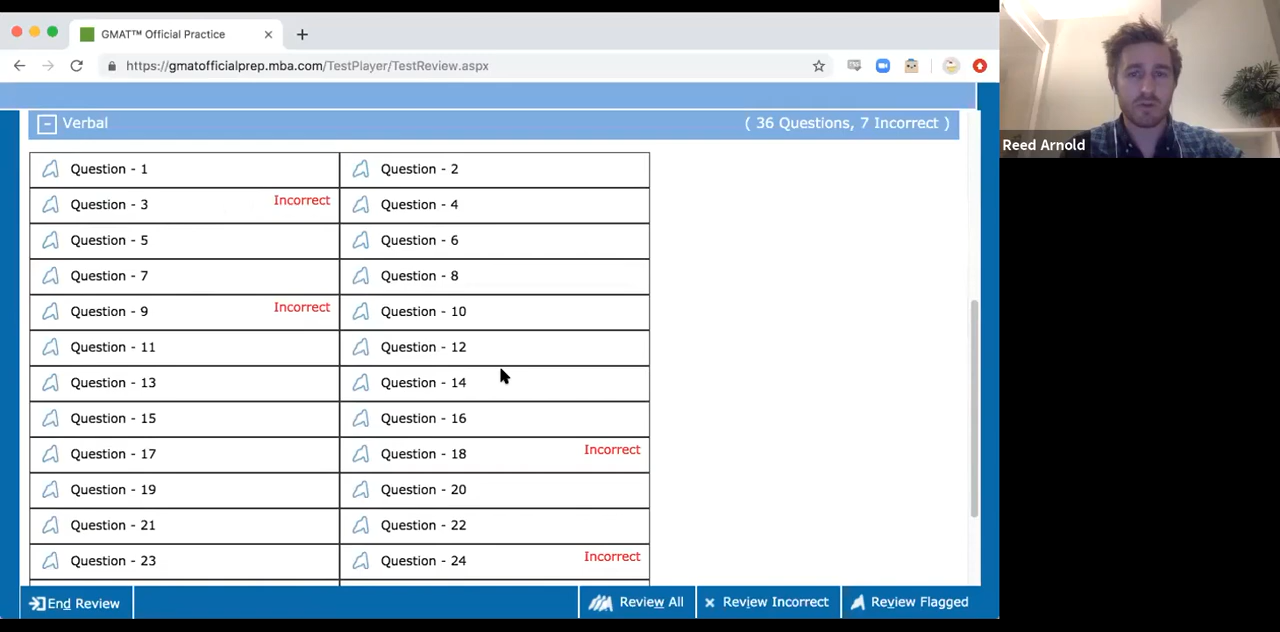 GMAT™ Official Practice
https://gmatofficialprep.mba.com/TestPlayer/TestReview.aspx
Reed Arnold
Verbal ( 36 Questions, 7 Incorrect )
Question - 1 Question - 2
Question - 3 Incorrect Question - 4
Question - 5 Question - 6
Question - 7 Question - 8
Question - 9 Incorrect Question - 10
Question - 11 Question - 12
Question - 13 Question - 14
Question - 15 Question - 16
Question - 17 Question - 18 Incorrect
Question - 19 Question - 20
Question - 21 Question - 22
Question - 23 Question - 24 Incorrect
End Review Review All Review Incorrect Review Flagged